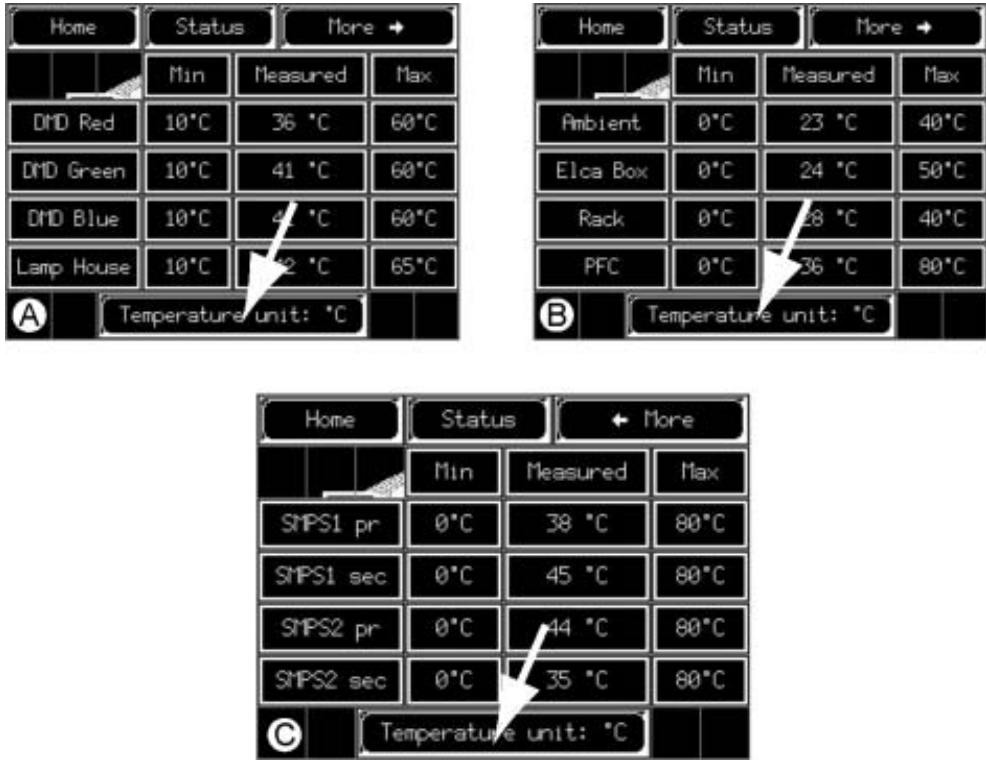 Home Status More →
Min Measured Max
DMD Red 10°C 36 °C 60°C
DMD Green 10°C 41 °C 60°C
DMD Blue 10°C °C 60°C
Lamp House 10°C °C 65°C
A Temperature unit: °C
Home Status More →
Min Measured Max
Ambient 0°C 23 °C 40°C
Elca Box 0°C 24 °C 50°C
Rack 0°C 28 °C 40°C
PFC 0°C 36 °C 80°C
B Temperature unit: °C
Home Status ← More
Min Measured Max
SMPS1 pr 0°C 38 °C 80°C
SMPS1 sec 0°C 45 °C 80°C
SMPS2 pr 0°C 44 °C 80°C
SMPS2 sec 0°C 35 °C 80°C
C Temperature unit: °C